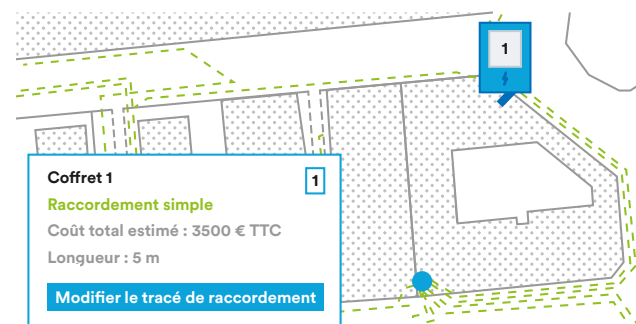 1
Coffret 1
1
Raccordement simple
Coût total estimé : 3500 € TTC
Longueur : 5 m
Modifier le tracé de raccordement